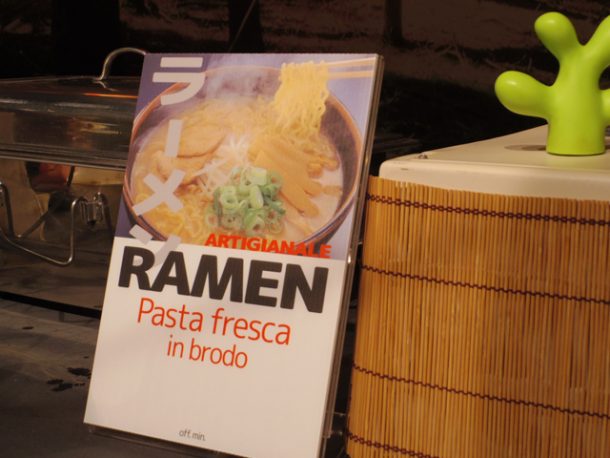 ラーメン
ARTIGIANALE
RAMEN
Pasta fresca
in brodo
off. min.